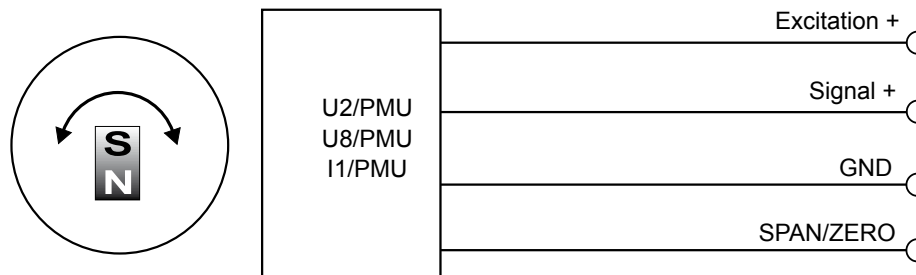 S
N
U2/PMU
U8/PMU
I1/PMU
Excitation +
Signal +
GND
SPAN/ZERO